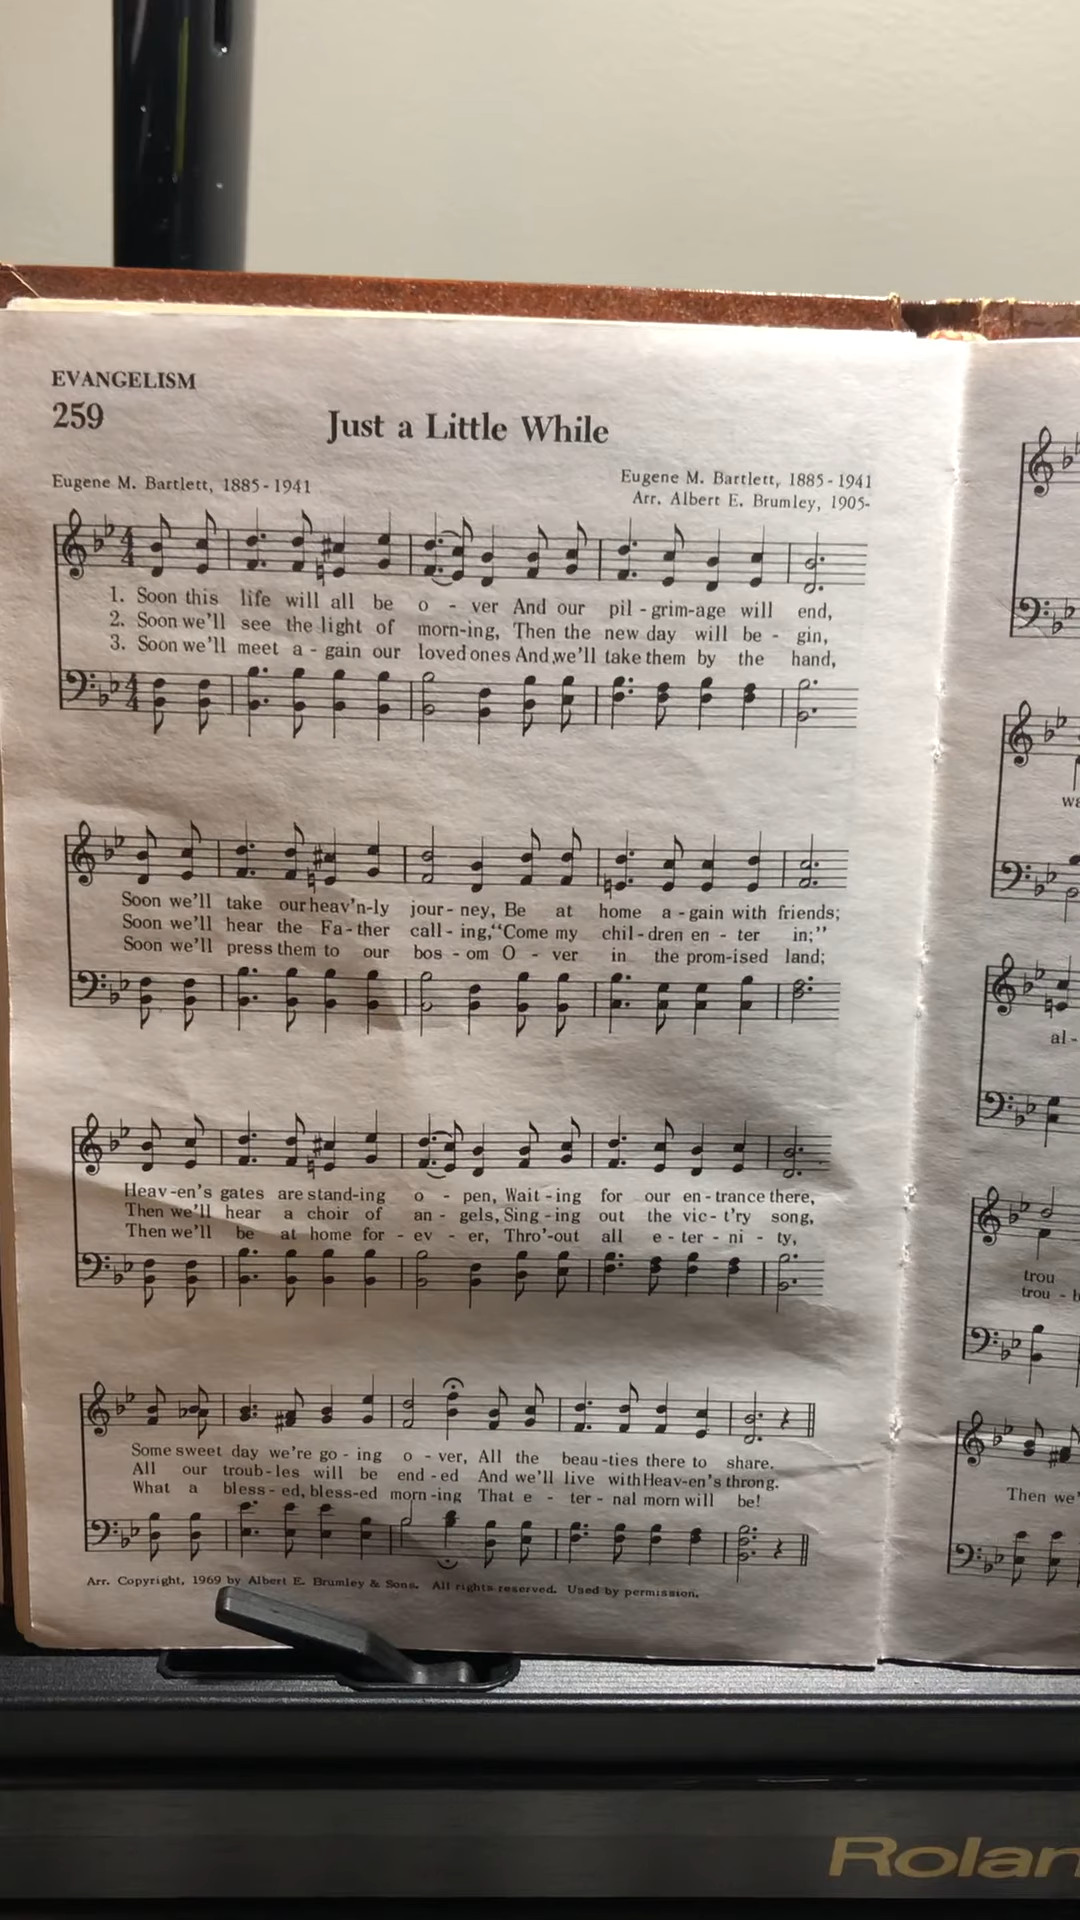 EVANGELISM
259
Just a Little While
Eugene M. Bartlett, 1885-1941
Eugene M. Bartlett, 1885-1941
Arr. Albert E. Brumley, 1905-
1. Soon this life will all be o - ver And our pil - grim-age will end,
2. Soon we'll see the light of morn-ing, Then the new day will be - gin,
3. Soon we'll meet a - gain our loved ones And we'll take them by the hand,
Soon we'll take our heav'n-ly jour - ney, Be at home a - gain with friends;
Soon we'll hear the Fa - ther call - ing, "Come my chil - dren en - ter in;"
Soon we'll press them to our bos - om O - ver in the prom-ised land;
Heav-en's gates are stand-ing o - pen, Wait - ing for our en - trance there,
Then we'll hear a choir of an - gels, Sing - ing out the vic - t'ry song,
Then we'll be at home for - ev - er, Thro'-out all e - ter - ni - ty,
Some sweet day we're go - ing o - ver, All the beau - ties there to share.
All our troub - les will be end - ed And we'll live with Heav-en's throng.
What a bless - ed, bless-ed morn - ing That e - ter - nal morn will be!
Arr. Copyright, 1969 by Albert E. Brumley & Sons. All rights reserved. Used by permission.
al -
trou
trou - b
Then we'
Rolan